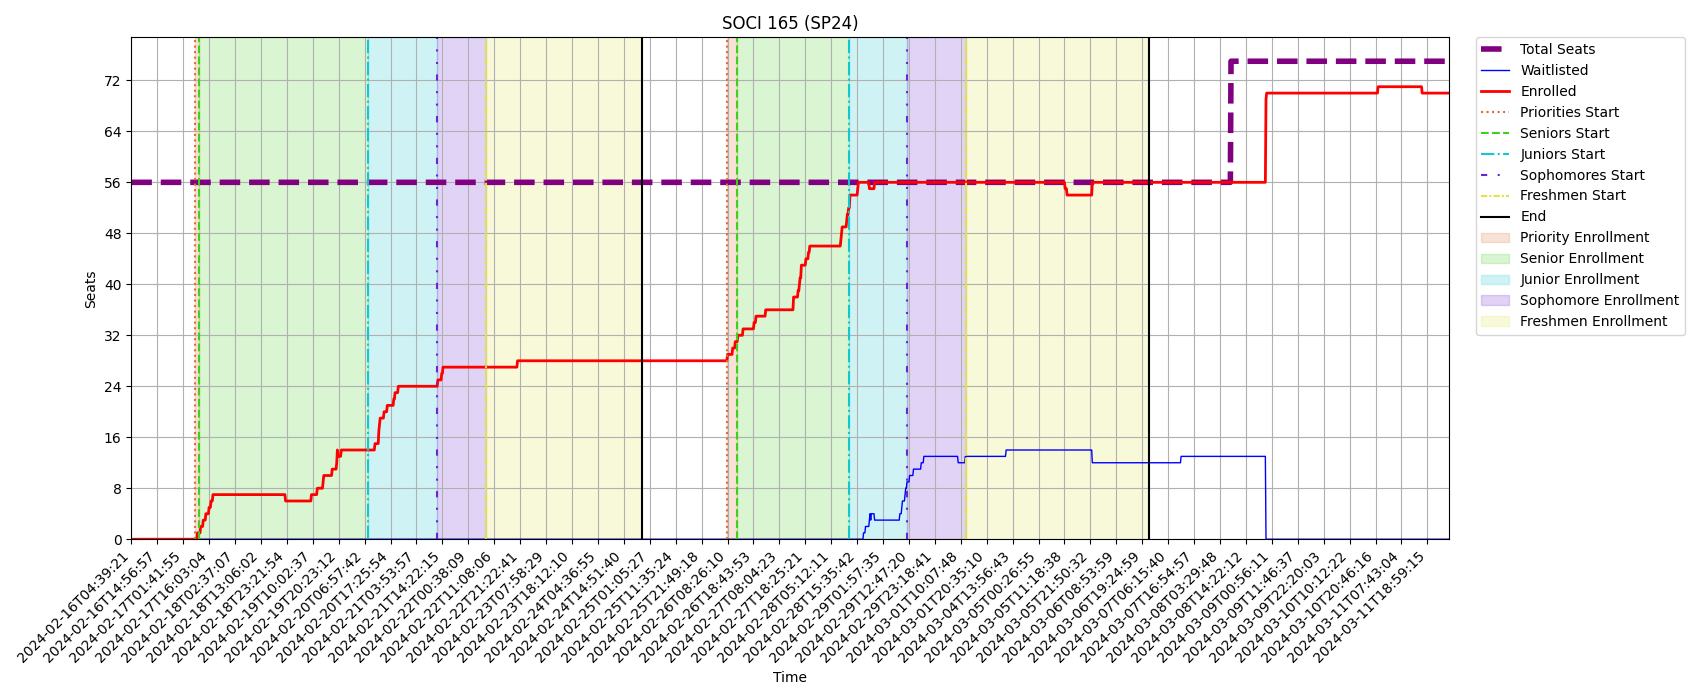 SOCI 165 (SP24)
Seats
72
64
56
48
40
32
24
16
8
0
2024-02-16T04:39:21
2024-02-16T14:56:57
2024-02-17T01:41:55
2024-02-17T16:03:04
2024-02-18T02:37:07
2024-02-18T13:06:02
2024-02-18T23:21:54
2024-02-19T10:02:37
2024-02-19T20:23:12
2024-02-20T06:57:42
2024-02-20T17:25:54
2024-02-21T03:53:57
2024-02-21T14:22:15
2024-02-22T00:38:09
2024-02-22T11:08:06
2024-02-22T21:22:41
2024-02-23T07:58:29
2024-02-23T18:12:10
2024-02-24T04:36:55
2024-02-24T14:51:40
2024-02-25T01:05:27
2024-02-25T11:35:24
2024-02-25T21:49:18
2024-02-26T08:26:10
2024-02-26T18:43:53
2024-02-27T08:04:23
2024-02-27T18:25:21
2024-02-28T05:12:11
2024-02-28T15:35:42
2024-02-29T01:57:35
2024-02-29T12:47:20
2024-02-29T23:18:41
2024-03-01T10:07:48
2024-03-01T20:35:10
2024-03-04T13:56:43
2024-03-05T00:26:55
2024-03-05T11:18:38
2024-03-05T21:50:32
2024-03-06T08:53:59
2024-03-06T19:24:59
2024-03-07T06:15:40
2024-03-07T16:54:57
2024-03-08T03:29:48
2024-03-08T14:22:12
2024-03-09T00:56:11
2024-03-09T11:46:37
2024-03-09T22:20:03
2024-03-10T10:12:22
2024-03-10T20:46:16
2024-03-11T07:43:04
2024-03-11T18:59:15
Time
Total Seats
Waitlisted
Enrolled
Priorities Start
Seniors Start
Juniors Start
Sophomores Start
Freshmen Start
End
Priority Enrollment
Senior Enrollment
Junior Enrollment
Sophomore Enrollment
Freshmen Enrollment